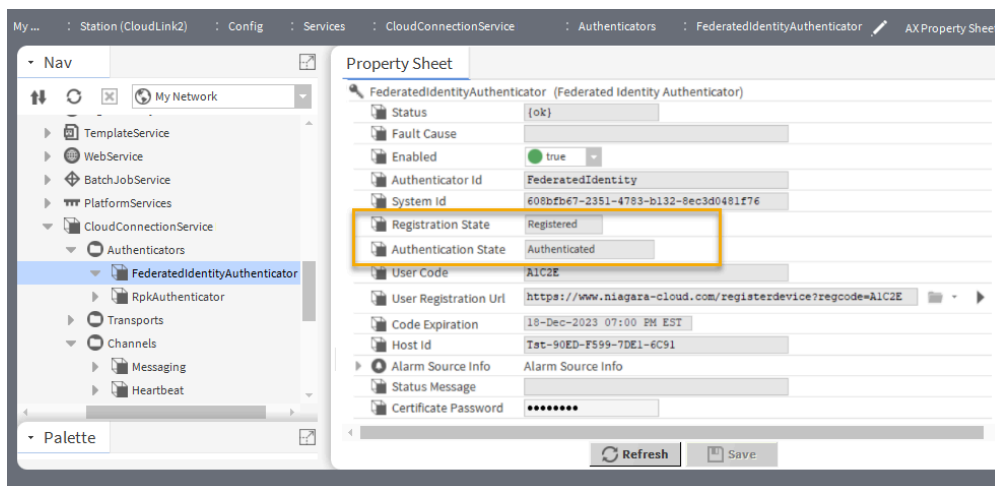 My ... : Station (CloudLink2) : Config : Services : CloudConnectionService : Authenticators : FederatedIdentityAuthenticator AX Property Sheet
Nav
My Network
TemplateService
WebService
BatchJobService
PlatformServices
CloudConnectionService
Authenticators
FederatedIdentityAuthenticator
RpkAuthenticator
Transports
Channels
Messaging
Heartbeat
Palette
Property Sheet
FederatedIdentityAuthenticator (Federated Identity Authenticator)
Status {ok}
Fault Cause
Enabled true
Authenticator Id FederatedIdentity
System Id 608bfb67-2351-4783-b132-8ec3d0481f76
Registration State Registered
Authentication State Authenticated
User Code A1C2E
User Registration Url https://www.niagara-cloud.com/registerdevice?regcode=A1C2E
Code Expiration 18-Dec-2023 07:00 PM EST
Host Id Tst-90ED-F599-7DE1-6C91
Alarm Source Info Alarm Source Info
Status Message
Certificate Password ••••••••
Refresh Save